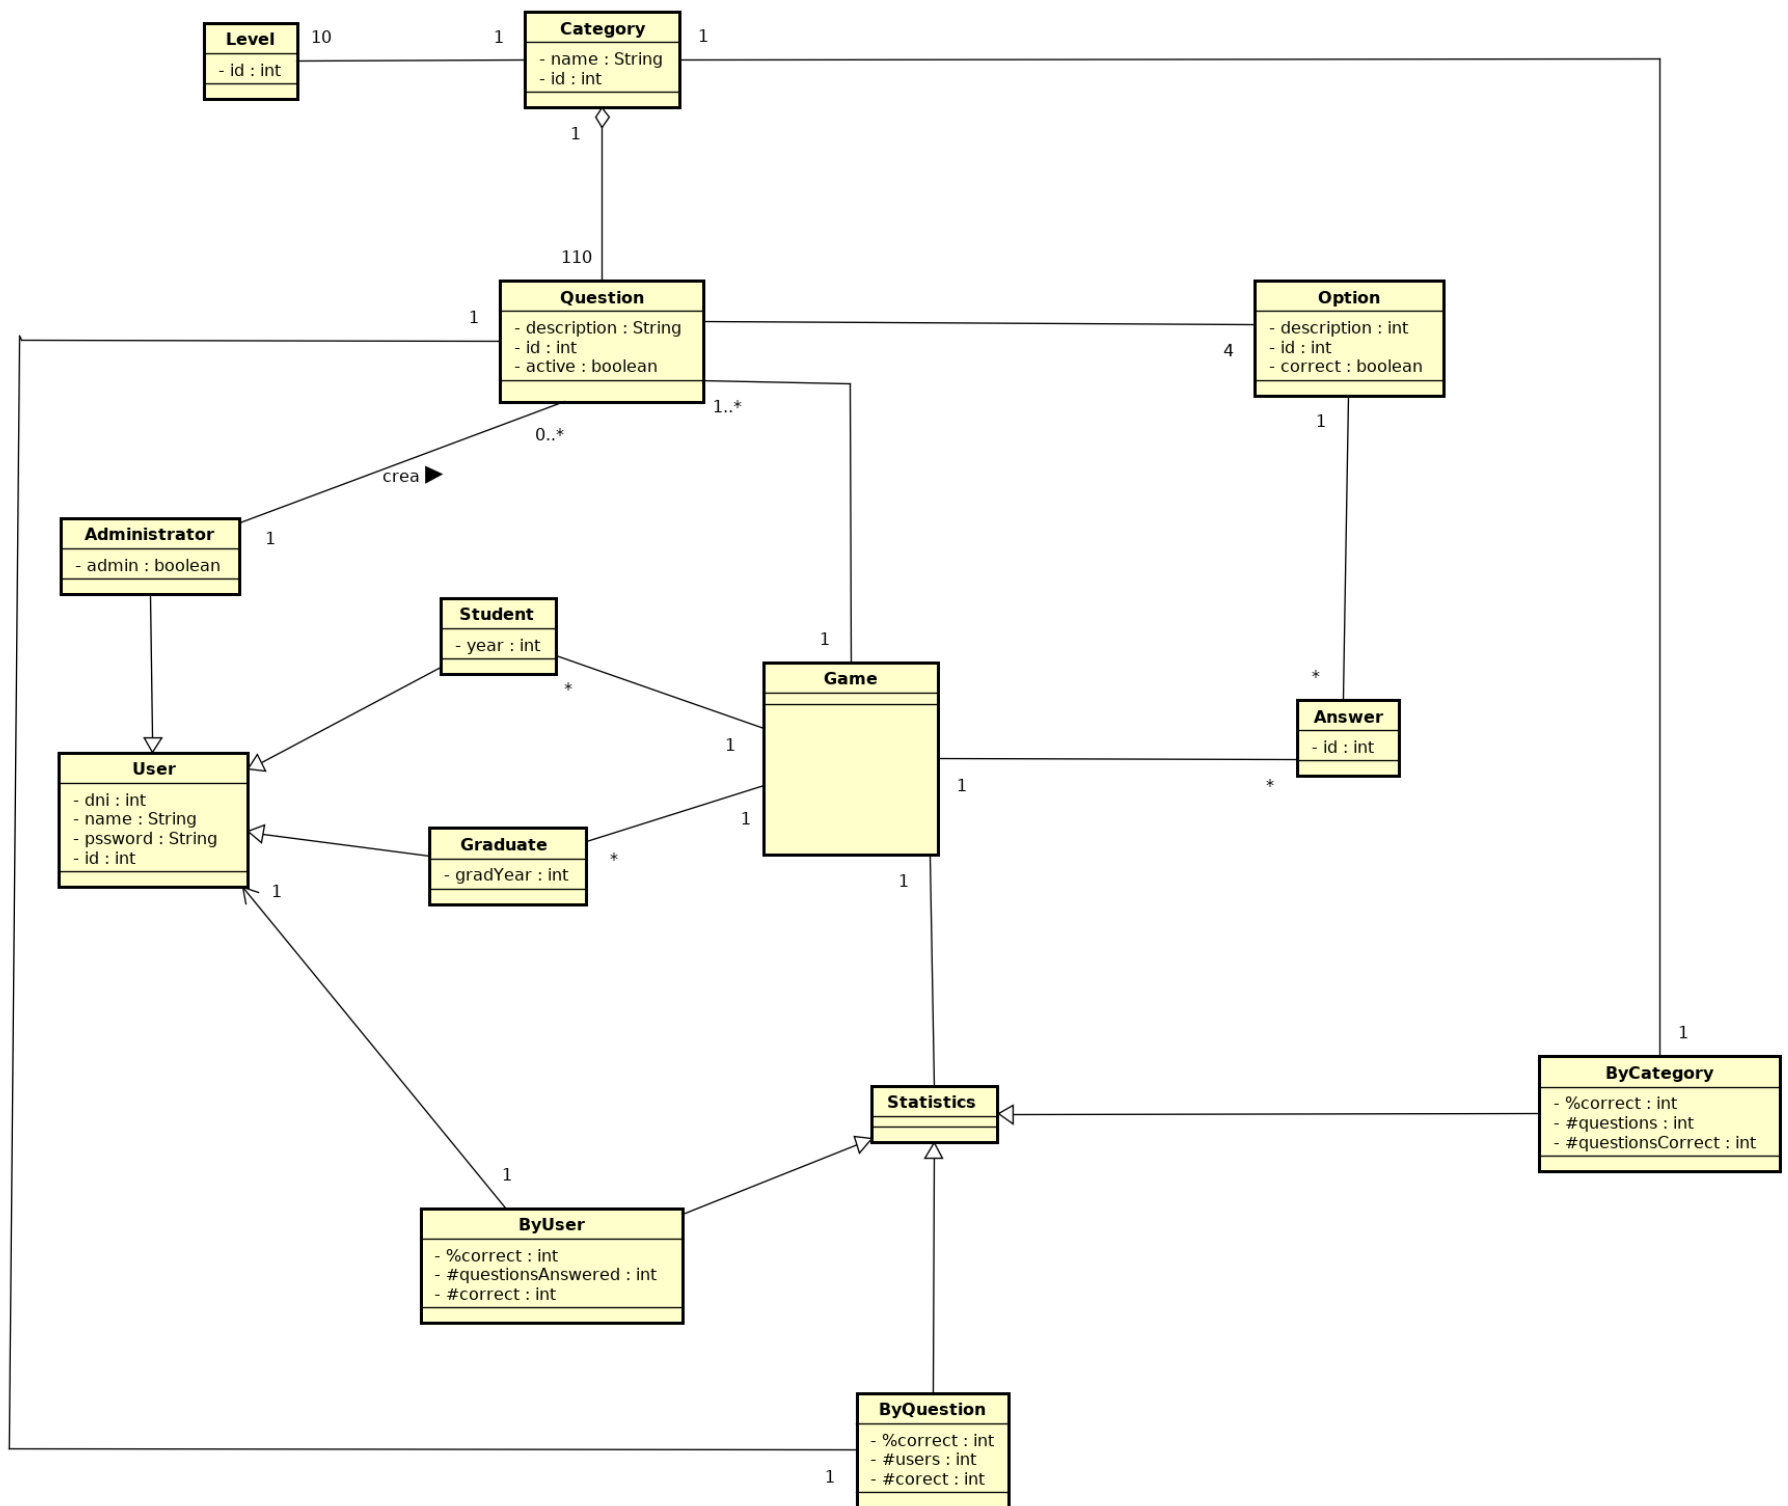 Level
- id : int
10
1
Category
- name : String
- id : int
1
1
110
Question
- description : String
- id : int
- active : boolean
1
4
Option
- description : int
- id : int
- correct : boolean
1..*
0..*
1
crea
Administrator
- admin : boolean
1
Student
- year : int
*
1
1
Game
*
Answer
- id : int
User
- dni : int
- name : String
- pssword : String
- id : int
1
*
1
Graduate
- gradYear : int
1
*
1
1
1
ByCategory
- %correct : int
- #questions : int
- #questionsCorrect : int
Statistics
1
ByUser
- %correct : int
- #questionsAnswered : int
- #correct : int
ByQuestion
- %correct : int
- #users : int
- #corect : int
1